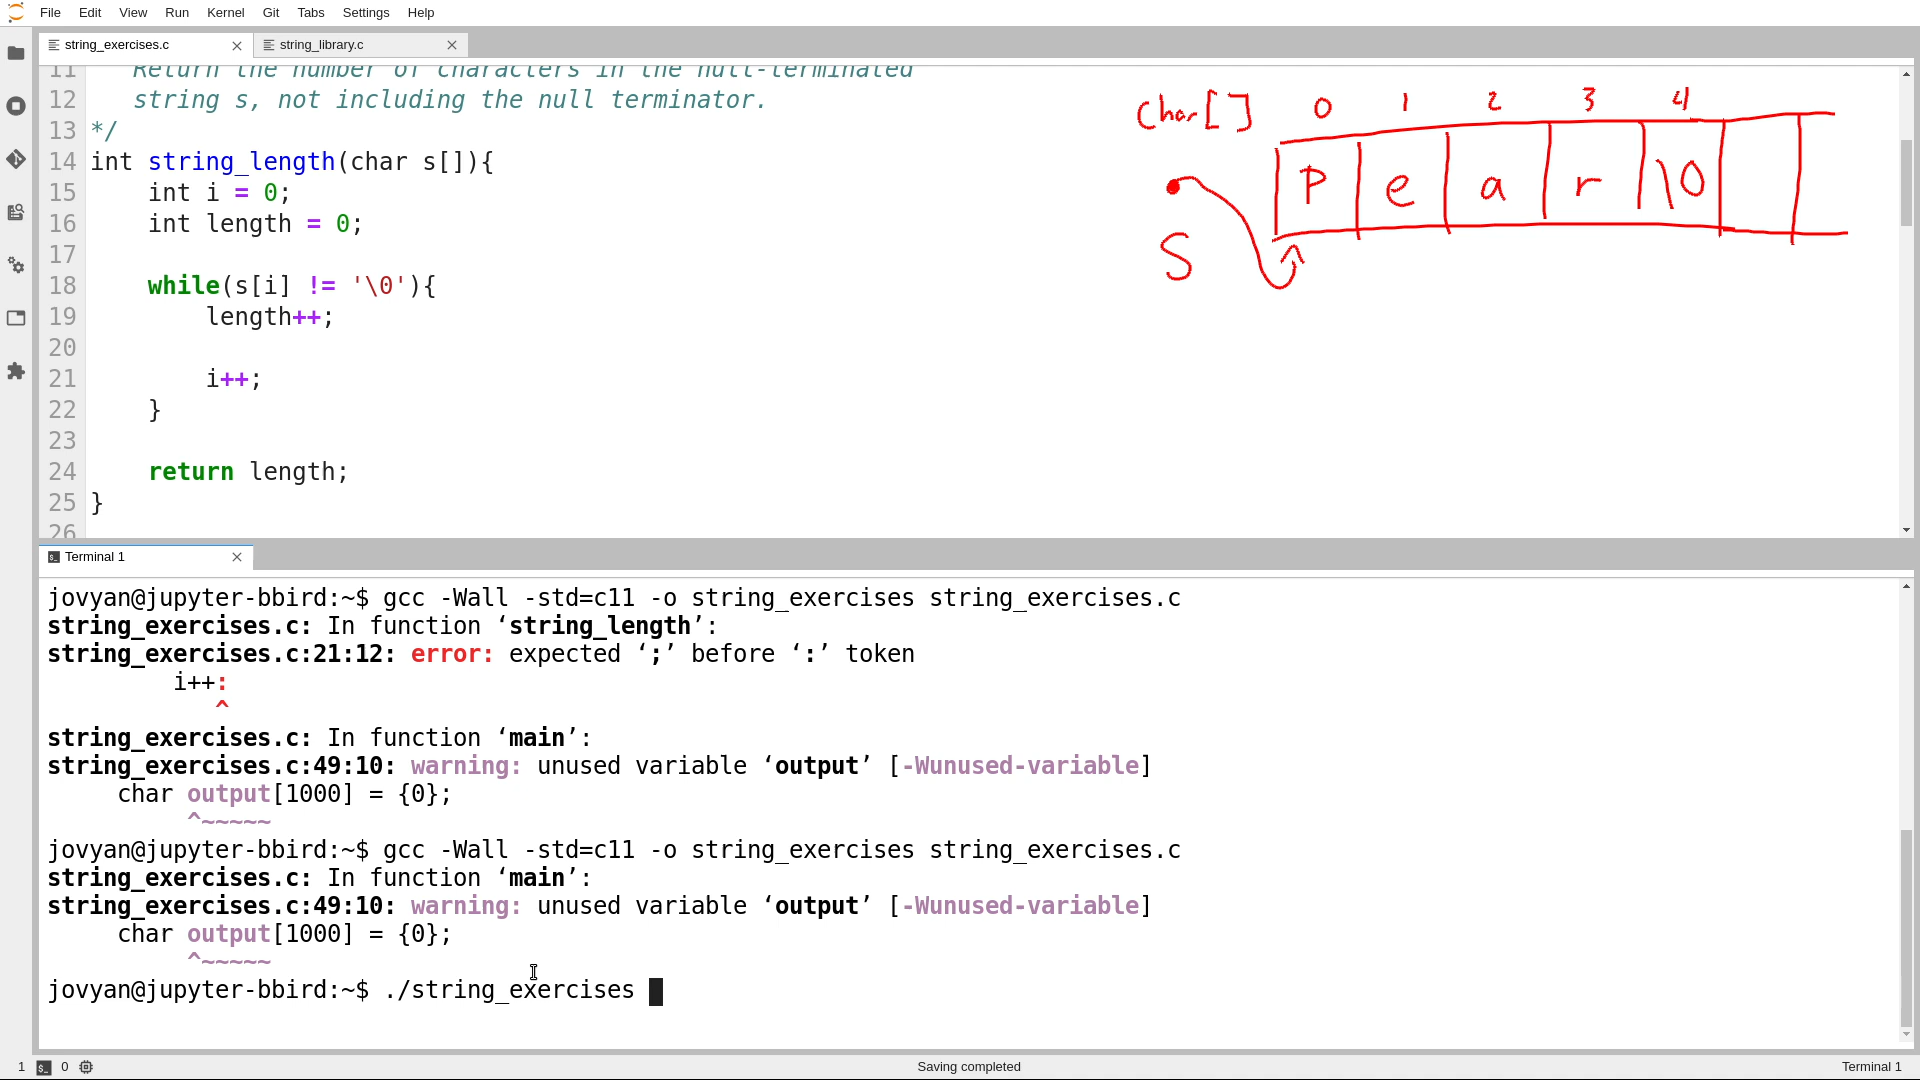 File Edit View Run Kernel Git Tabs Settings Help
string_exercises.c string_library.c
11 Return the number of characters in the null-terminated
12 string s, not including the null terminator.
13 */
14 int string_length(char s[]){
15 int i = 0;
16 int length = 0;
17
18 while(s[i] != '\0'){
19 length++;
20
21 i++;
22 }
23
24 return length;
25 }
26
Char[] 0 1 2 3 4
P e a r \0
S
Terminal 1
jovyan@jupyter-bbird:~$ gcc -Wall -std=c11 -o string_exercises string_exercises.c
string_exercises.c: In function ‘string_length’:
string_exercises.c:21:12: error: expected ‘;’ before ‘:’ token
i++:
^
string_exercises.c: In function ‘main’:
string_exercises.c:49:10: warning: unused variable ‘output’ [-Wunused-variable]
char output[1000] = {0};
^~~~~~
jovyan@jupyter-bbird:~$ gcc -Wall -std=c11 -o string_exercises string_exercises.c
string_exercises.c: In function ‘main’:
string_exercises.c:49:10: warning: unused variable ‘output’ [-Wunused-variable]
char output[1000] = {0};
^~~~~~
jovyan@jupyter-bbird:~$ ./string_exercises
1 $_ 0 Saving completed Terminal 1